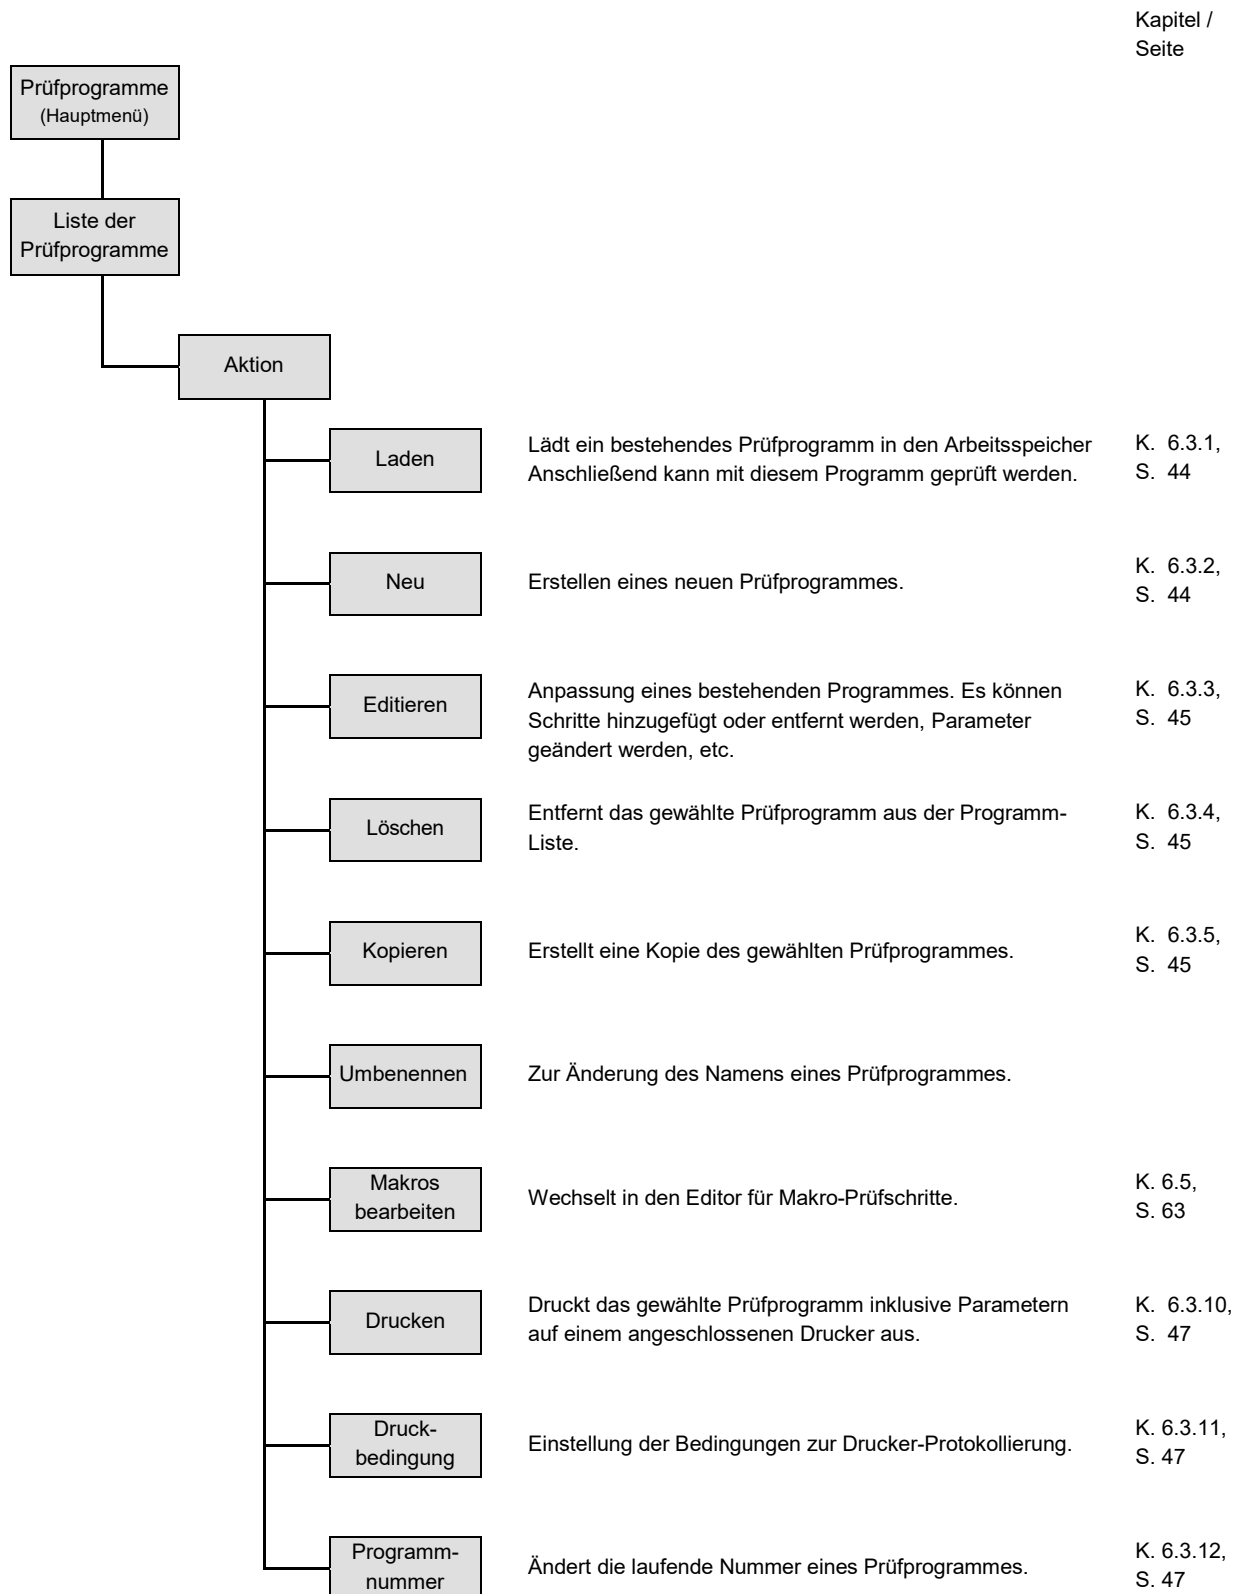 Kapitel /
Seite
Prüfprogramme
(Hauptmenü)
Liste der
Prüfprogramme
Aktion
Laden
Lädt ein bestehendes Prüfprogramm in den Arbeitsspeicher
Anschließend kann mit diesem Programm geprüft werden.
K. 6.3.1,
S. 44
Neu
Erstellen eines neuen Prüfprogrammes.
K. 6.3.2,
S. 44
Editieren
Anpassung eines bestehenden Programmes. Es können
Schritte hinzugefügt oder entfernt werden, Parameter
geändert werden, etc.
K. 6.3.3,
S. 45
Löschen
Entfernt das gewählte Prüfprogramm aus der Programm-
Liste.
K. 6.3.4,
S. 45
Kopieren
Erstellt eine Kopie des gewählten Prüfprogrammes.
K. 6.3.5,
S. 45
Umbenennen
Zur Änderung des Namens eines Prüfprogrammes.
Makros
bearbeiten
Wechselt in den Editor für Makro-Prüfschritte.
K. 6.5,
S. 63
Drucken
Druckt das gewählte Prüfprogramm inklusive Parametern
auf einem angeschlossenen Drucker aus.
K. 6.3.10,
S. 47
Druck-
bedingung
Einstellung der Bedingungen zur Drucker-Protokollierung.
K. 6.3.11,
S. 47
Programm-
nummer
Ändert die laufende Nummer eines Prüfprogrammes.
K. 6.3.12,
S. 47